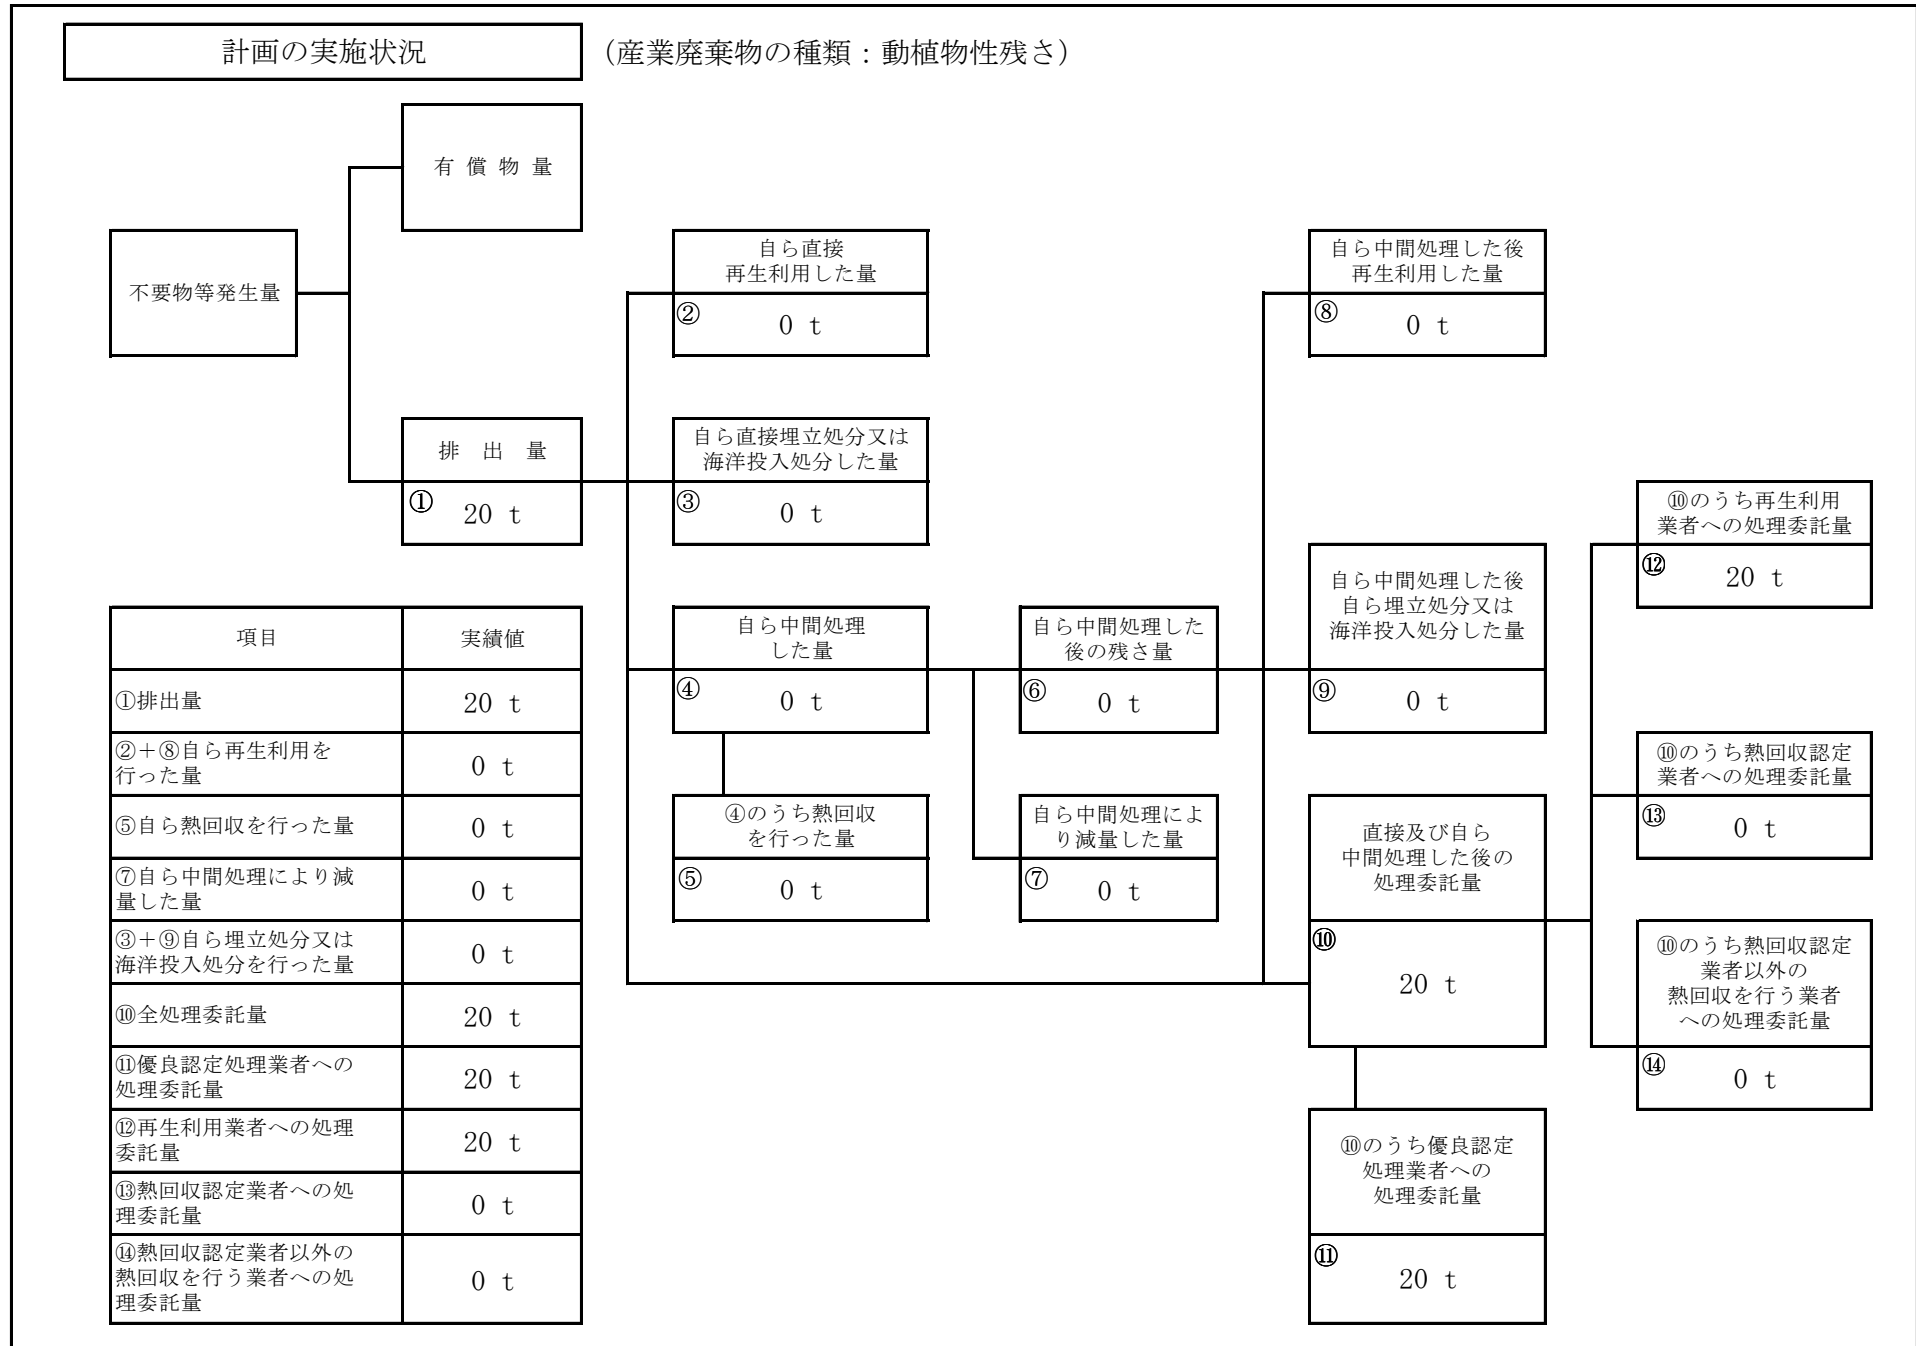 計画の実施状況
（産業廃棄物の種類：動植物性残さ）
有 償 物 量
不要物等発生量
排 出 量
①
20 t
自ら直接
再生利用した量
②
0 t
自ら直接埋立処分又は
海洋投入処分した量
③
0 t
自ら中間処理
した量
④
0 t
④のうち熱回収
を行った量
⑤
0 t
自ら中間処理した
後の残さ量
⑥
0 t
自ら中間処理によ
り減量した量
⑦
0 t
自ら中間処理した後
再生利用した量
⑧
0 t
自ら中間処理した後
自ら埋立処分又は
海洋投入処分した量
⑨
0 t
直接及び自ら
中間処理した後の
処理委託量
⑩
20 t
⑩のうち優良認定
処理業者への
処理委託量
⑪
20 t
⑩のうち再生利用
業者への処理委託量
⑫
20 t
⑩のうち熱回収認定
業者への処理委託量
⑬
0 t
⑩のうち熱回収認定
業者以外の
熱回収を行う業者
への処理委託量
⑭
0 t
項目 実績値
①排出量 20 t
②＋⑧自ら再生利用を
行った量
0 t
⑤自ら熱回収を行った量 0 t
⑦自ら中間処理により減
量した量
0 t
③＋⑨自ら埋立処分又は
海洋投入処分を行った量
0 t
⑩全処理委託量 20 t
⑪優良認定処理業者への
処理委託量
20 t
⑫再生利用業者への処理
委託量
20 t
⑬熱回収認定業者への処
理委託量
0 t
⑭熱回収認定業者以外の
熱回収を行う業者への処
理委託量
0 t